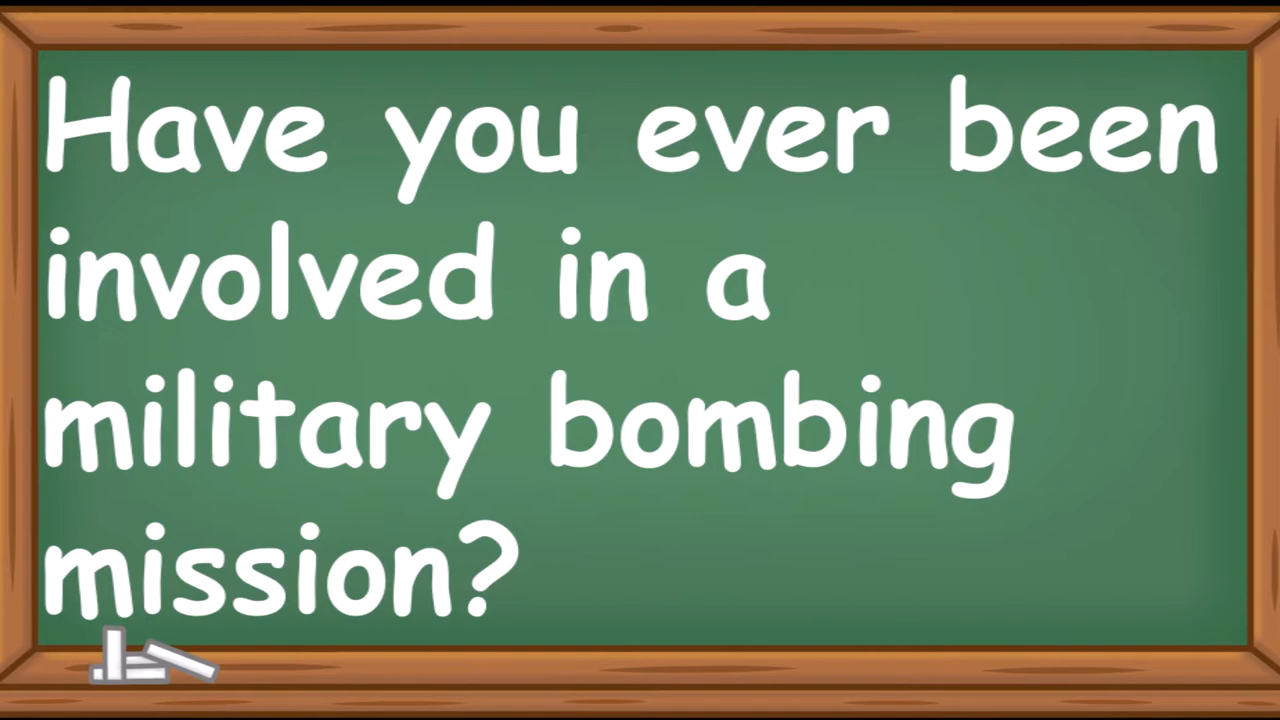 Have you ever been
involved in a
military bombing
mission?